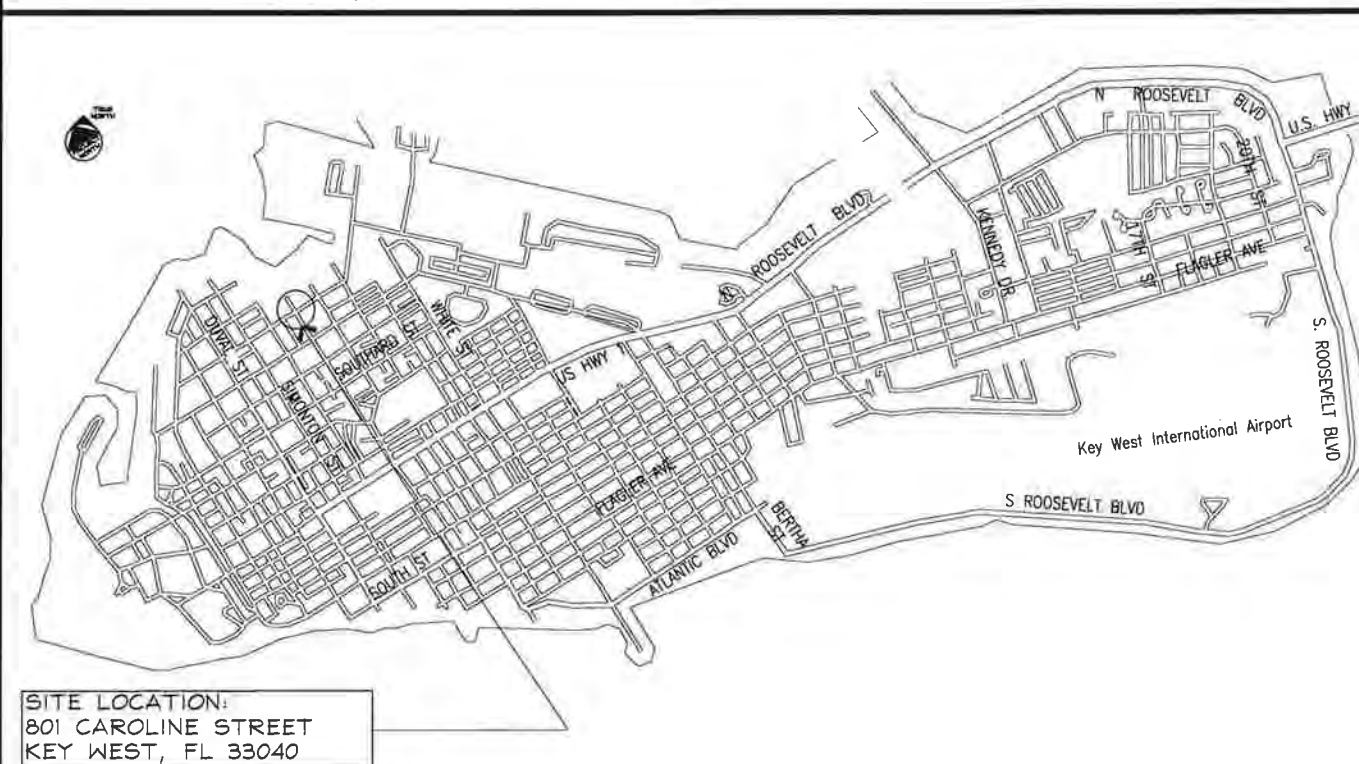 TRUE
NORTH
N ROOSEVELT BLVD
U.S. HWY
20TH ST
ROOSEVELT BLVD
KENNEDY DR
17TH ST
FLAGLER AVE
DUVAL ST
WHITE ST
SOUTHARD
SIMONTON ST
US HWY 1
S. ROOSEVELT BLVD
Key West International Airport
FLAGLER AVE
S ROOSEVELT BLVD
BERTHA ST
ATLANTIC BLVD
SOUTH ST
SITE LOCATION:
801 CAROLINE STREET
KEY WEST, FL 33040